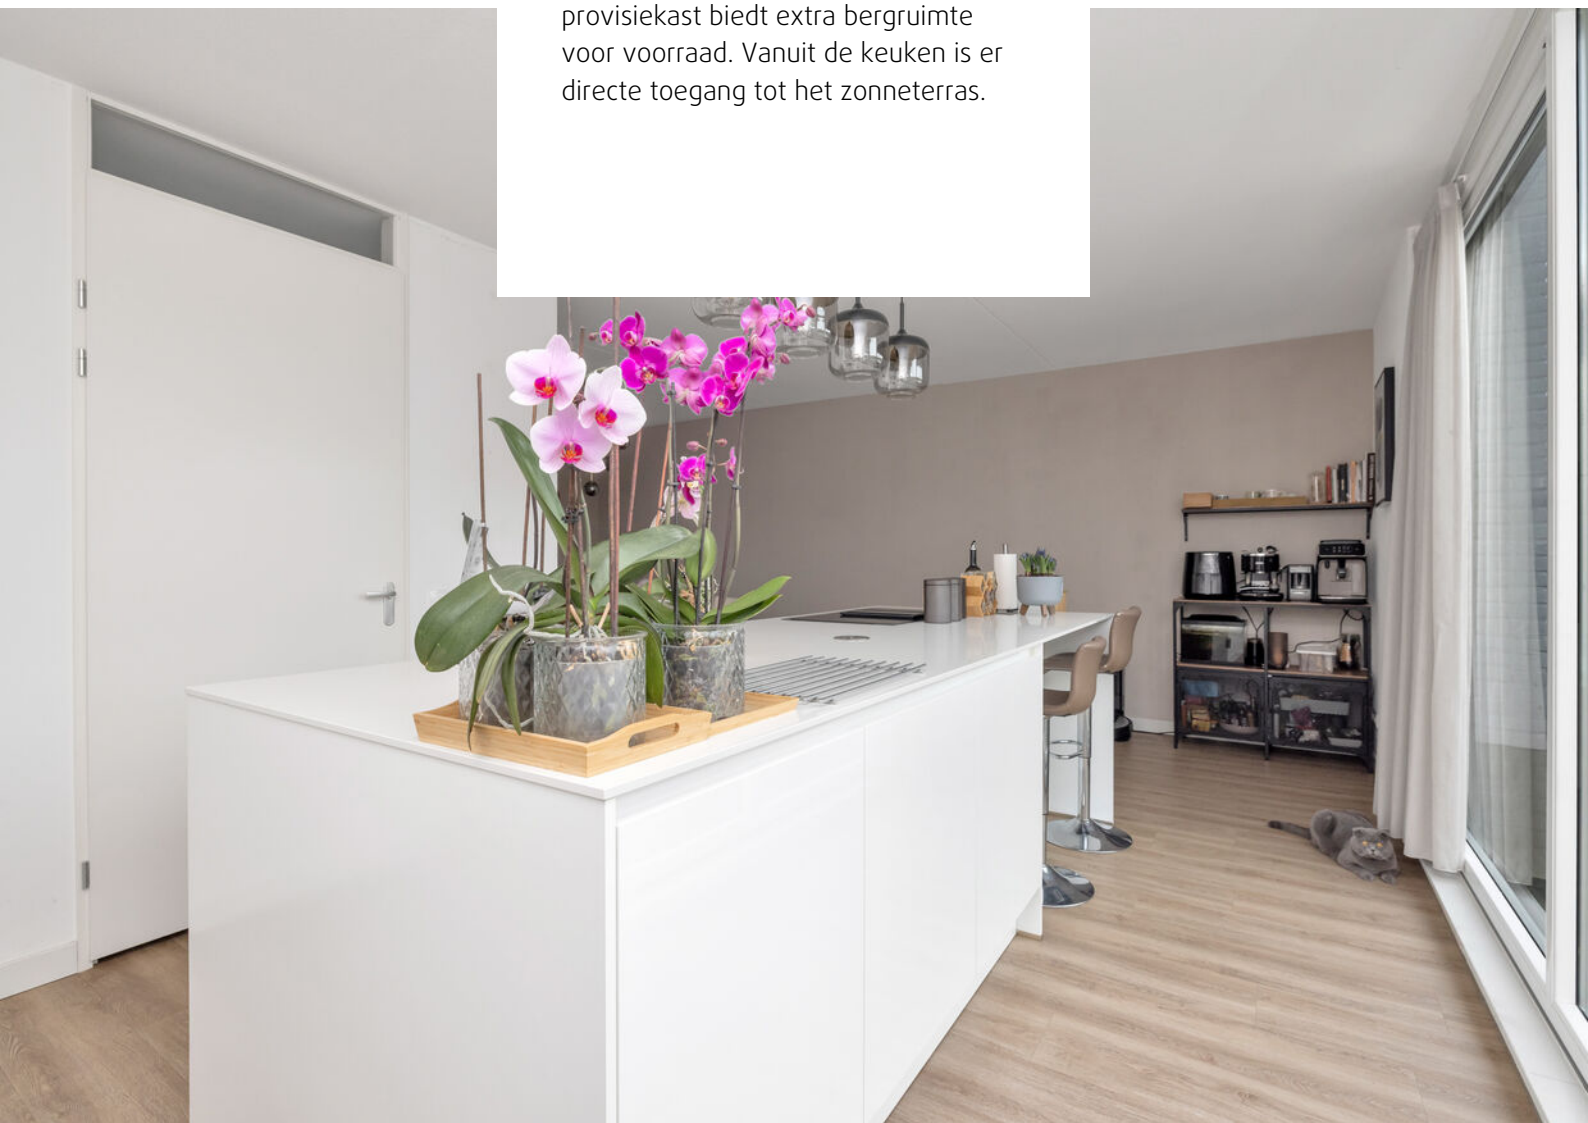 provisiekast biedt extra bergruimte
voor voorraad. Vanuit de keuken is er
directe toegang tot het zonneterras.